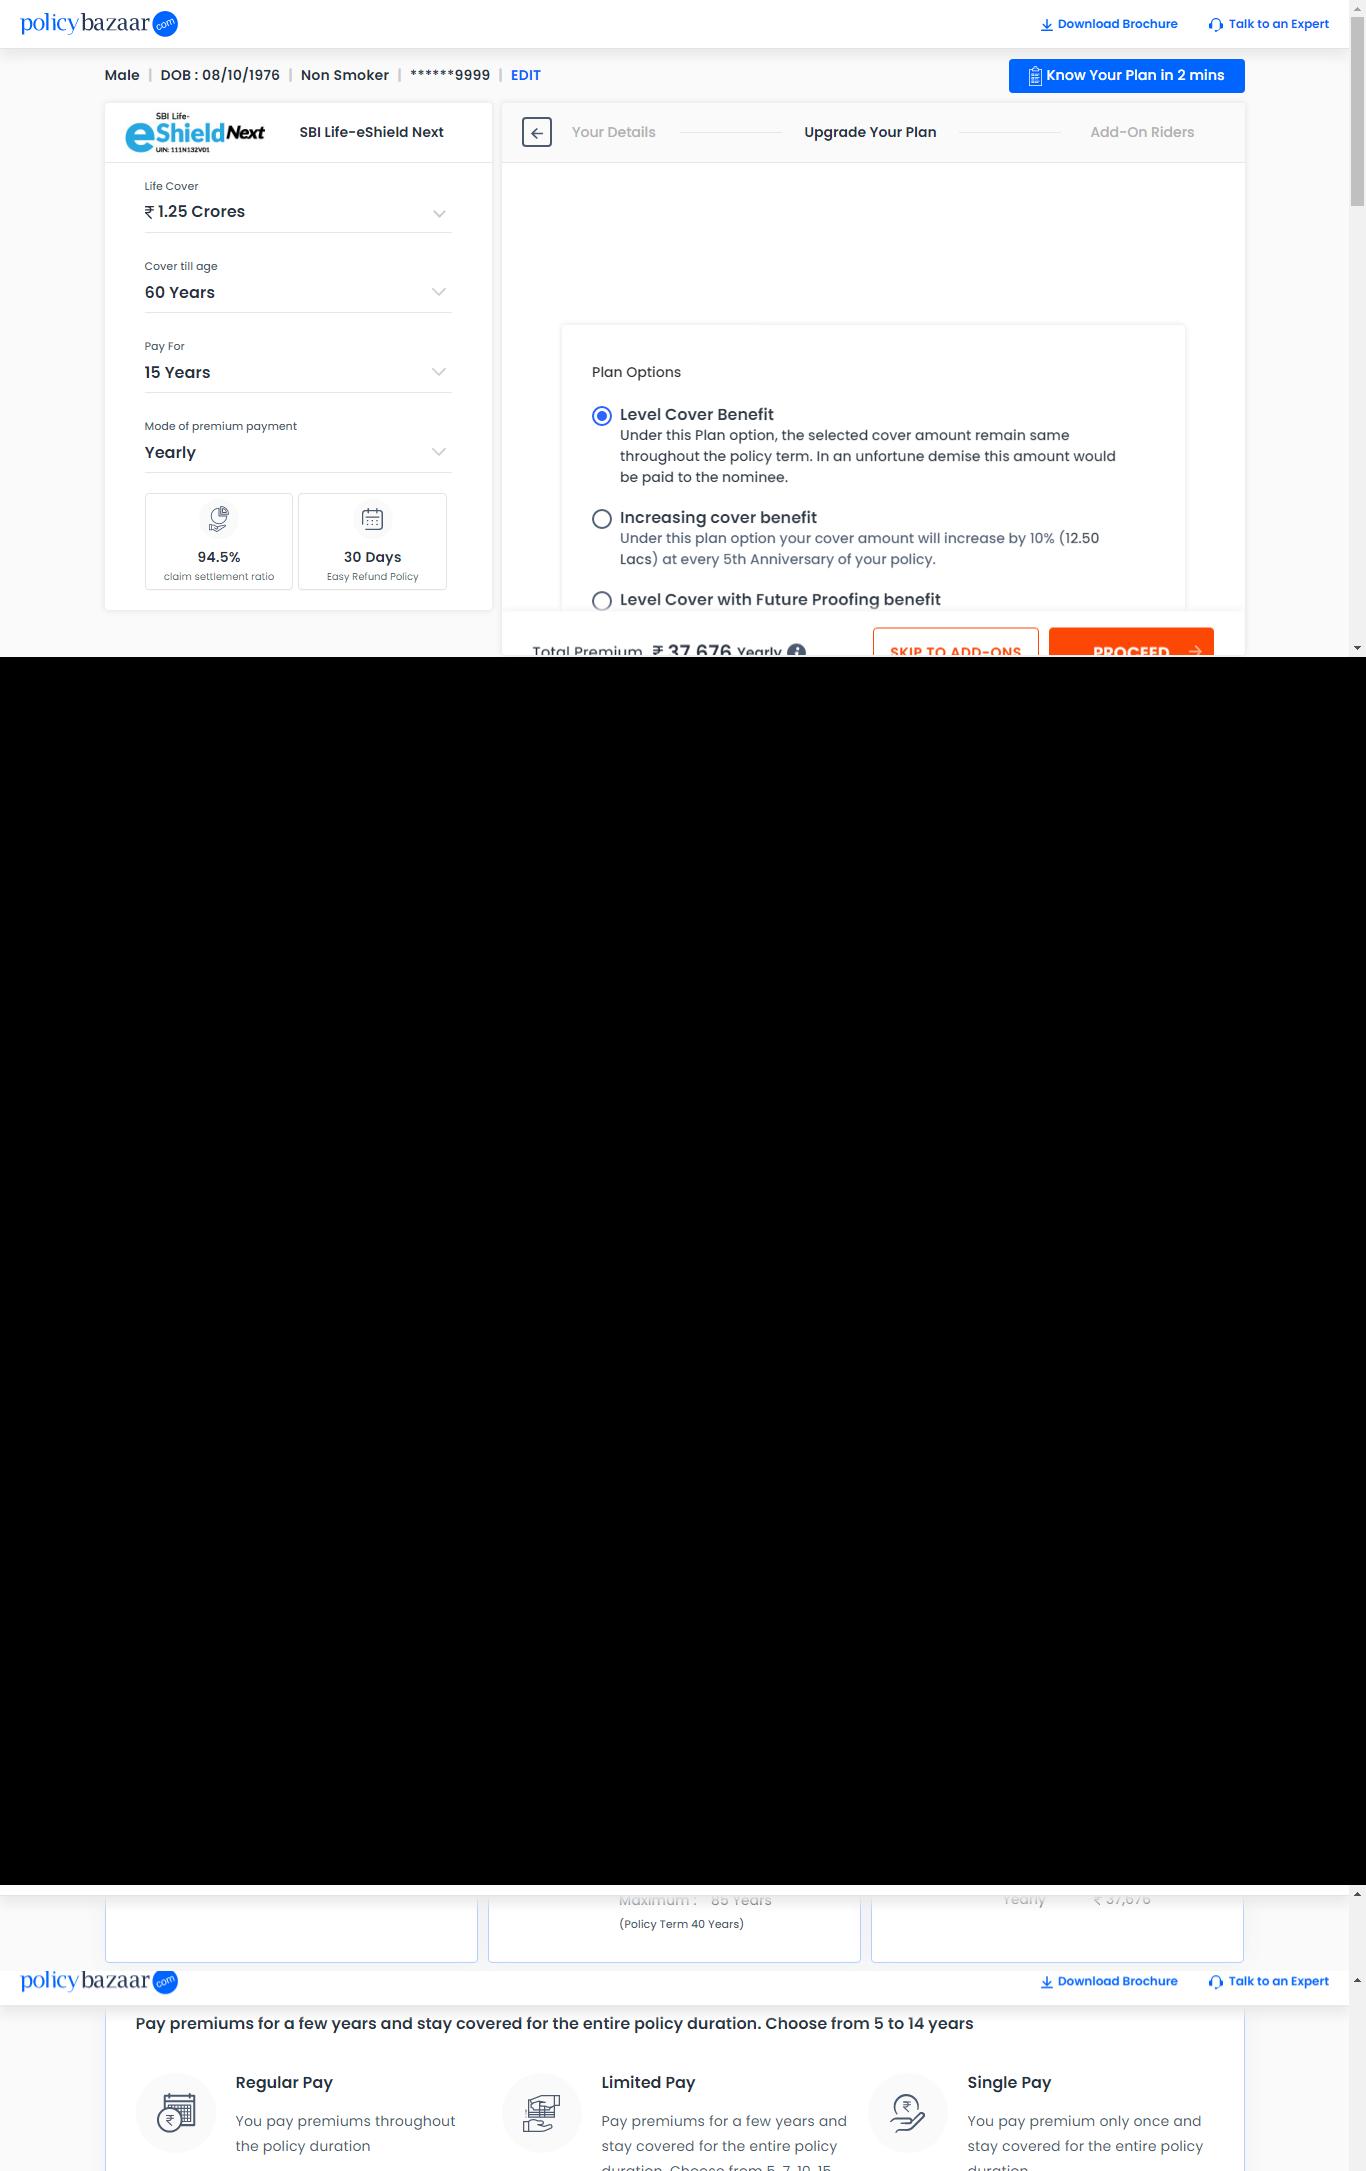 policybazaar com
Download Brochure
Talk to an Expert
Male | DOB : 08/10/1976 | Non Smoker | ******9999 | EDIT
Know Your Plan in 2 mins
SBI Life-
eShield Next
UIN: 111N132V01
SBI Life-eShield Next
Life Cover
₹ 1.25 Crores
Cover till age
60 Years
Pay For
15 Years
Mode of premium payment
Yearly
94.5%
claim settlement ratio
30 Days
Easy Refund Policy
Your Details
Upgrade Your Plan
Add-On Riders
Plan Options
Level Cover Benefit
Under this Plan option, the selected cover amount remain same
throughout the policy term. In an unfortune demise this amount would
be paid to the nominee.
Increasing cover benefit
Under this plan option your cover amount will increase by 10% (12.50
Lacs) at every 5th Anniversary of your policy.
Level Cover with Future Proofing benefit
Total Premium ₹ 37,676 Yearly
SKIP TO ADD-ONS
PROCEED
Maximum : 85 Years
(Policy Term 40 Years)
Yearly ₹ 37,676
policybazaar com
Download Brochure
Talk to an Expert
Pay premiums for a few years and stay covered for the entire policy duration. Choose from 5 to 14 years
Regular Pay
You pay premiums throughout
the policy duration
Limited Pay
Pay premiums for a few years and
stay covered for the entire policy
duration. Choose from 5, 7, 10, 15
Single Pay
You pay premium only once and
stay covered for the entire policy
duration